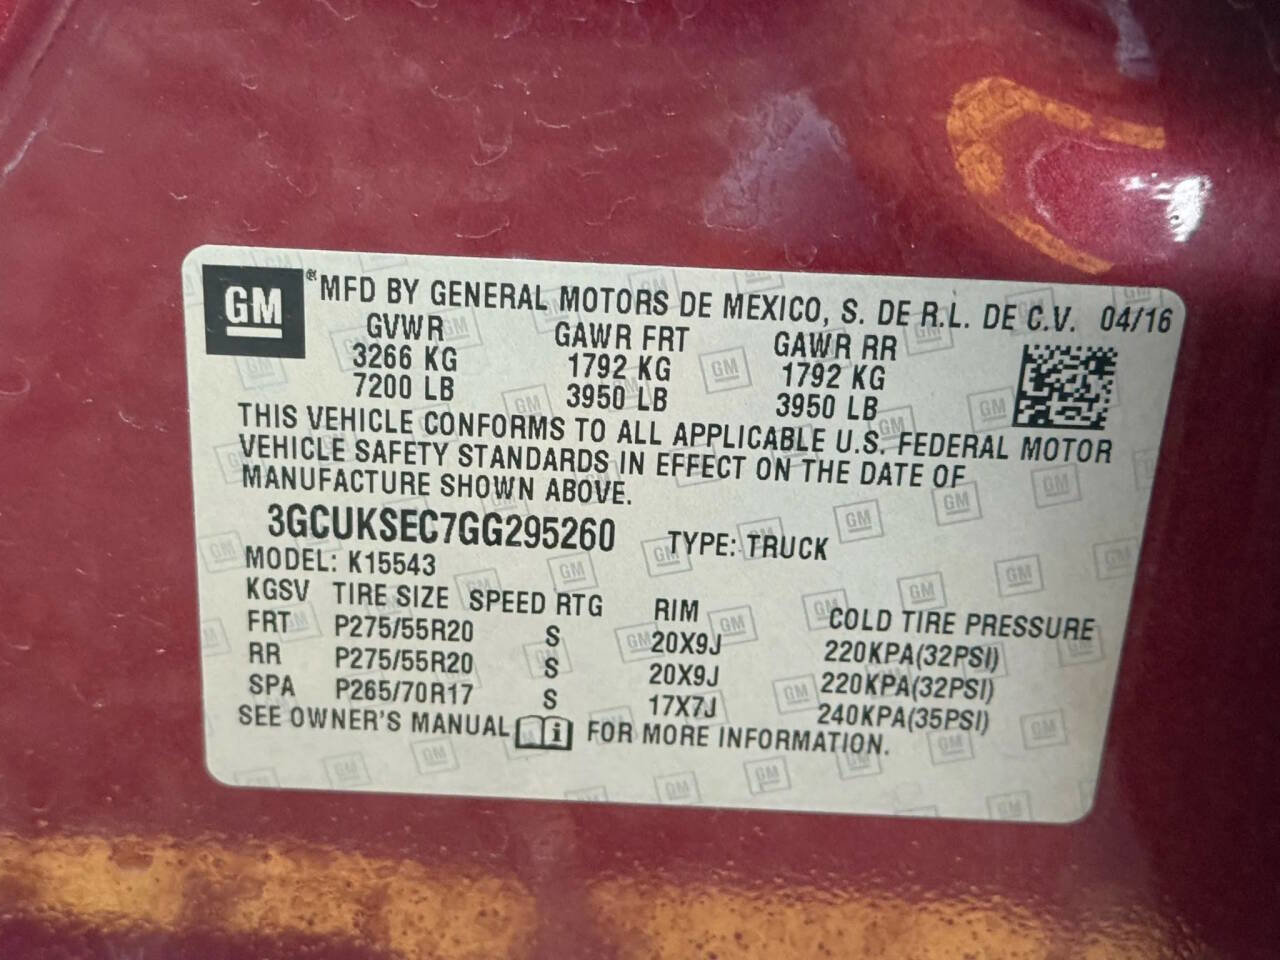 GM
® MFD BY GENERAL MOTORS DE MEXICO, S. DE R.L. DE C.V. 04/16
GVWR GAWR FRT GAWR RR
3266 KG 1792 KG 1792 KG
7200 LB 3950 LB 3950 LB
THIS VEHICLE CONFORMS TO ALL APPLICABLE U.S. FEDERAL MOTOR
VEHICLE SAFETY STANDARDS IN EFFECT ON THE DATE OF
MANUFACTURE SHOWN ABOVE.
3GCUKSEC7GG295260 TYPE: TRUCK
MODEL: K15543
KGSV TIRE SIZE SPEED RTG RIM COLD TIRE PRESSURE
FRT P275/55R20 S 20X9J 220KPA(32PSI)
RR P275/55R20 S 20X9J 220KPA(32PSI)
SPA P265/70R17 S 17X7J 240KPA(35PSI)
SEE OWNER'S MANUAL i FOR MORE INFORMATION.